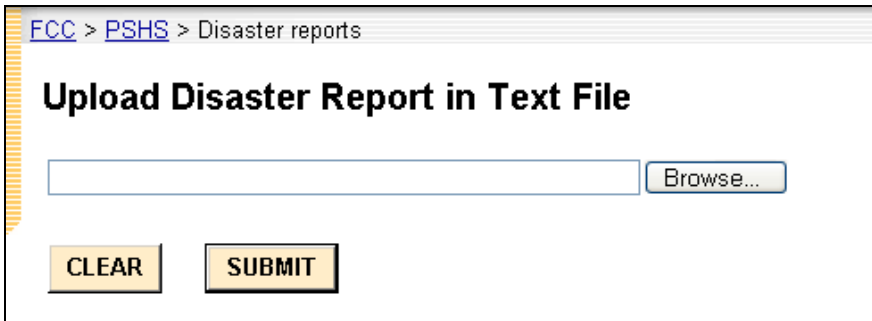 FCC > PSHS > Disaster reports
Upload Disaster Report in Text File
Browse...
CLEAR SUBMIT